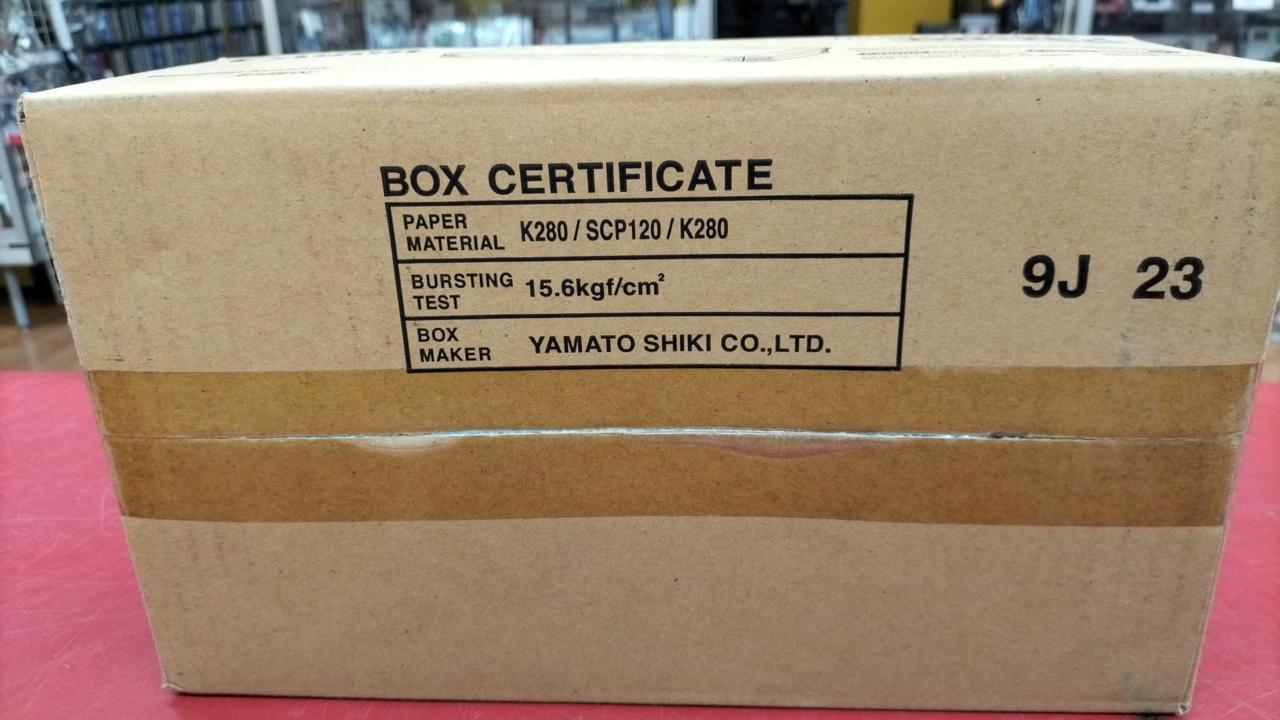 BOX CERTIFICATE
PAPER
MATERIAL K280 / SCP120 / K280
BURSTING
TEST 15.6kgf/cm²
BOX
MAKER YAMATO SHIKI CO.,LTD.
9J 23